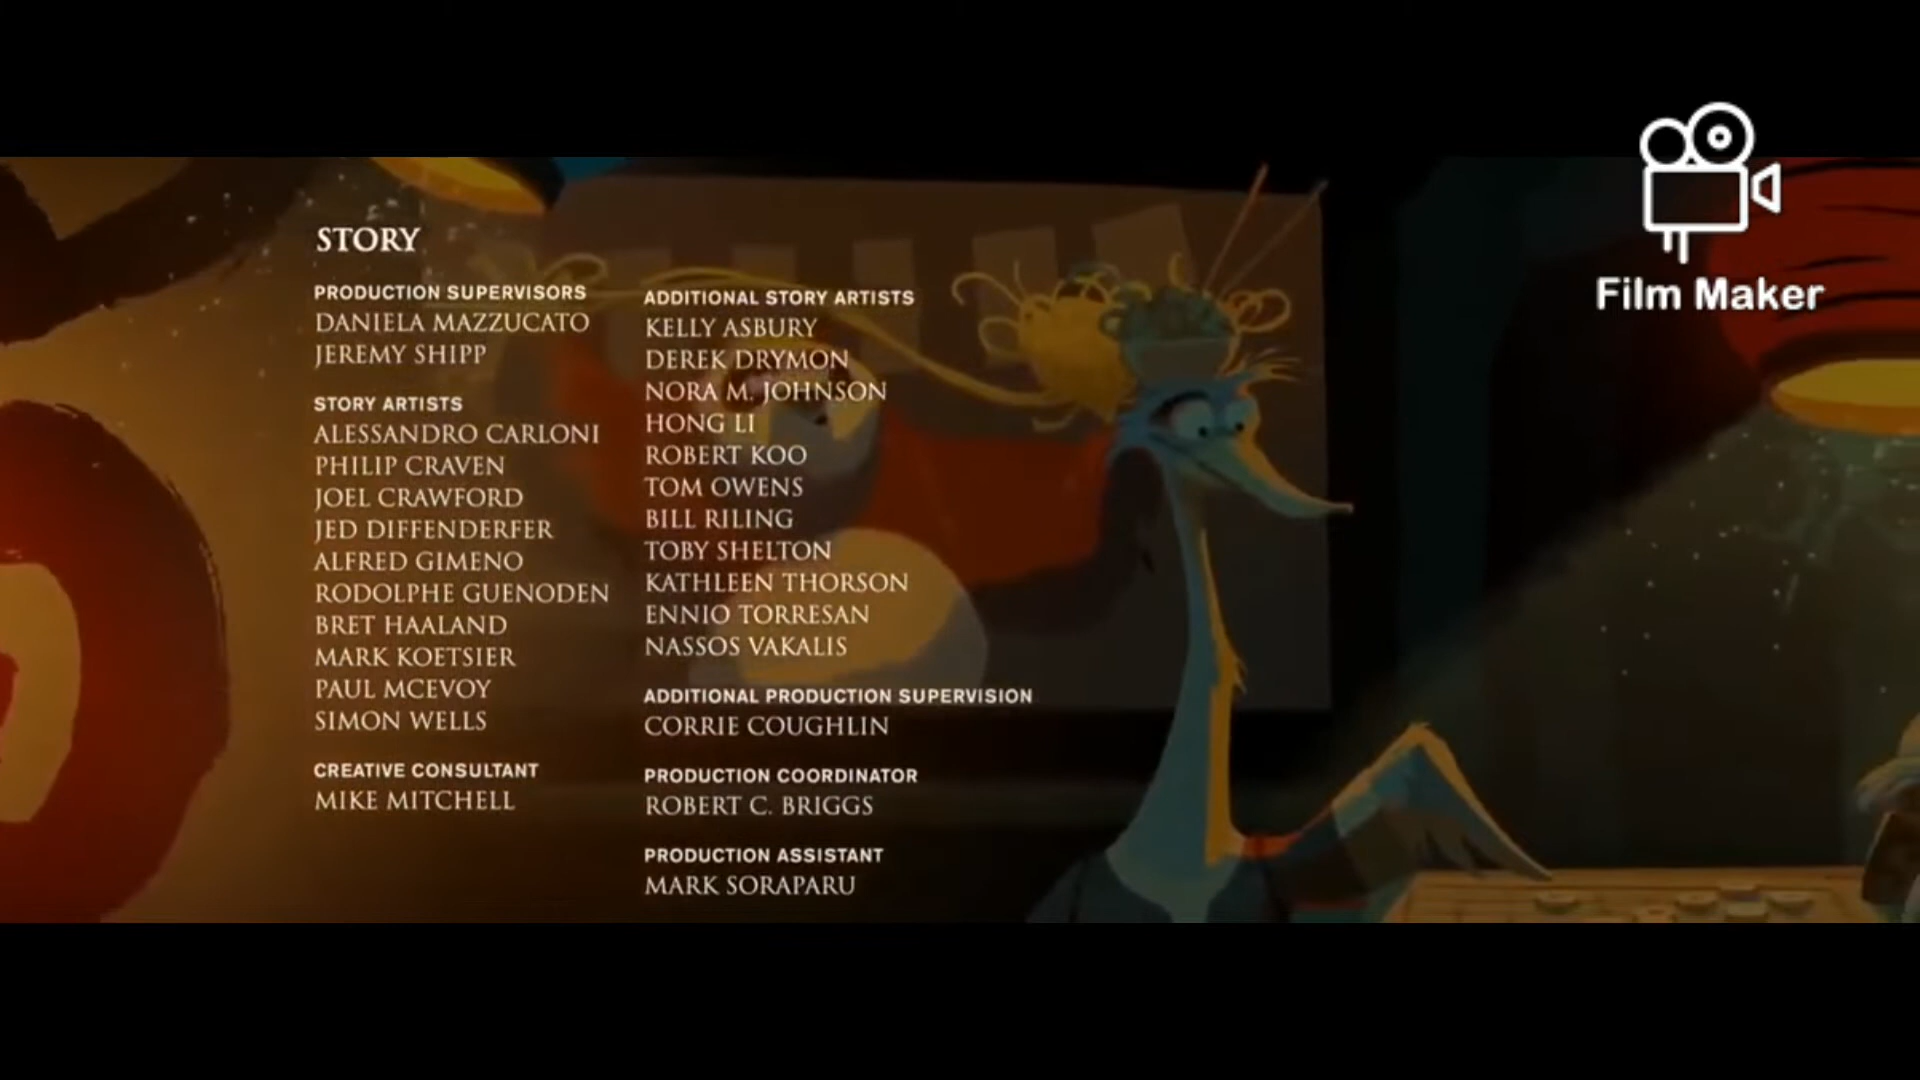 STORY
PRODUCTION SUPERVISORS
DANIELA MAZZUCATO
JEREMY SHIPP
STORY ARTISTS
ALESSANDRO CARLONI
PHILIP CRAVEN
JOEL CRAWFORD
JED DIFFENDERFER
ALFRED GIMENO
RODOLPHE GUENODEN
BRET HAALAND
MARK KOETSIER
PAUL MCEVOY
SIMON WELLS
CREATIVE CONSULTANT
MIKE MITCHELL
ADDITIONAL STORY ARTISTS
KELLY ASBURY
DEREK DRYMON
NORA M. JOHNSON
HONG LI
ROBERT KOO
TOM OWENS
BILL RILING
TOBY SHELTON
KATHLEEN THORSON
ENNIO TORRESAN
NASSOS VAKALIS
ADDITIONAL PRODUCTION SUPERVISION
CORRIE COUGHLIN
PRODUCTION COORDINATOR
ROBERT C. BRIGGS
PRODUCTION ASSISTANT
MARK SORAPARU
Film Maker